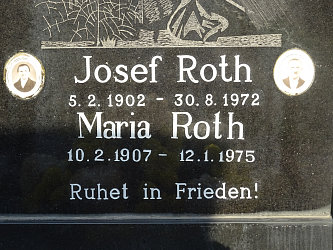 Josef Roth
5.2.1902 - 30.8.1972
Maria Roth
10.2.1907 - 12.1.1975
Ruhet in Frieden!